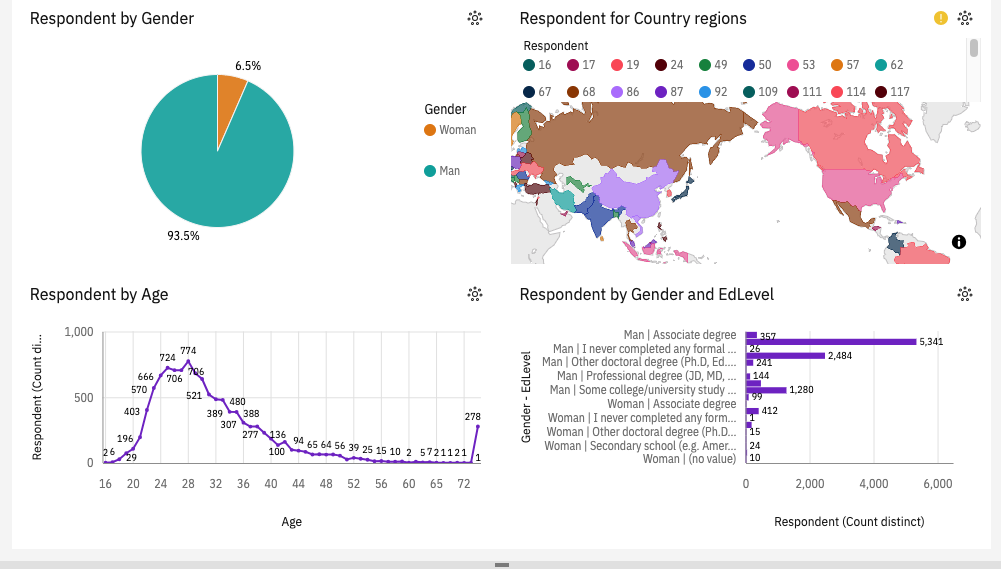 Respondent by Gender
6.5%
93.5%
Gender
Woman
Man
Respondent for Country regions
Respondent
16 17 19 24 49 50 53 57 62
67 68 86 87 92 109 111 114 117
Respondent by Age
Respondent (Count di...
1,000
500
0
2 6 29 196 403 570 666 724 706 774 706 521 389 307 480 277 388 100 136 94 65 64 56 39 25 15 10 2 5 7 2 1 1 1 2 1 278 1
16 20 24 28 32 36 40 44 48 52 56 60 65 72
Age
Respondent by Gender and EdLevel
Gender - EdLevel
Man | Associate degree
357
5,341
Man | I never completed any formal ...
26
2,484
Man | Other doctoral degree (Ph.D, Ed....
241
Man | Professional degree (JD, MD, ...
144
Man | Some college/university study ...
1,280
99
Woman | Associate degree
412
Woman | I never completed any form...
1
Woman | Other doctoral degree (Ph.D...
15
Woman | Secondary school (e.g. Amer...
24
Woman | (no value)
10
0 2,000 4,000 6,000
Respondent (Count distinct)